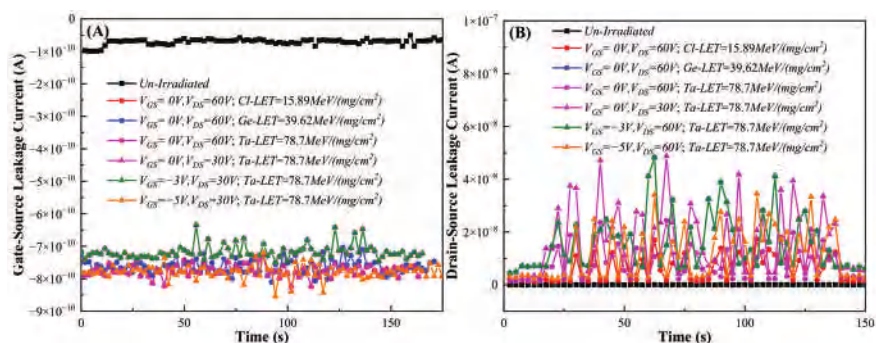 (A)
0
−1×10⁻¹⁰
−2×10⁻¹⁰
−3×10⁻¹⁰
−4×10⁻¹⁰
−5×10⁻¹⁰
−6×10⁻¹⁰
−7×10⁻¹⁰
−8×10⁻¹⁰
−9×10⁻¹⁰
Gate-Source Leakage Current (A)
Un-Irradiated
V_GS= 0V,V_DS=60V; Cl-LET=15.89MeV/(mg/cm²)
V_GS= 0V,V_DS=60V; Ge-LET=39.62MeV/(mg/cm²)
V_GS= 0V,V_DS=60V; Ta-LET=78.7MeV/(mg/cm²)
V_GS= 0V,V_DS=30V; Ta-LET=78.7MeV/(mg/cm²)
V_GS=−3V,V_DS=30V; Ta-LET=78.7MeV/(mg/cm²)
V_GS=−5V,V_DS=30V; Ta-LET=78.7MeV/(mg/cm²)
0 50 100 150
Time (s)
(B)
1×10⁻⁷
8×10⁻⁸
6×10⁻⁸
4×10⁻⁸
2×10⁻⁸
0
Drain-Source Leakage Current (A)
Un-Irradiated
V_GS= 0V,V_DS=60V; Cl-LET=15.89MeV/(mg/cm²)
V_GS= 0V,V_DS=60V; Ge-LET=39.62MeV/(mg/cm²)
V_GS= 0V,V_DS=60V; Ta-LET=78.7MeV/(mg/cm²)
V_GS= 0V,V_DS=30V; Ta-LET=78.7MeV/(mg/cm²)
V_GS=−3V,V_DS=60V; Ta-LET=78.7MeV/(mg/cm²)
V_GS=−5V,V_DS=60V; Ta-LET=78.7MeV/(mg/cm²)
0 50 100 150
Time (s)